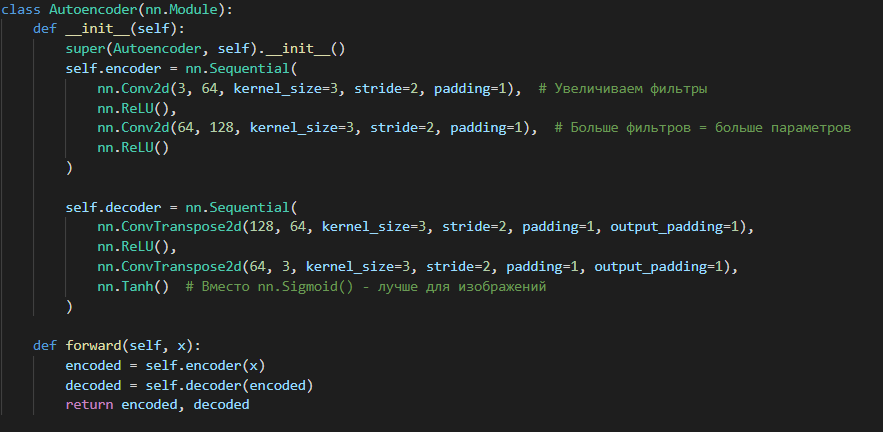 class Autoencoder(nn.Module):
    def __init__(self):
        super(Autoencoder, self).__init__()
        self.encoder = nn.Sequential(
            nn.Conv2d(3, 64, kernel_size=3, stride=2, padding=1),  # Увеличиваем фильтры
            nn.ReLU(),
            nn.Conv2d(64, 128, kernel_size=3, stride=2, padding=1),  # Больше фильтров = больше параметров
            nn.ReLU()
        )

        self.decoder = nn.Sequential(
            nn.ConvTranspose2d(128, 64, kernel_size=3, stride=2, padding=1, output_padding=1),
            nn.ReLU(),
            nn.ConvTranspose2d(64, 3, kernel_size=3, stride=2, padding=1, output_padding=1),
            nn.Tanh()  # Вместо nn.Sigmoid() - лучше для изображений
        )

    def forward(self, x):
        encoded = self.encoder(x)
        decoded = self.decoder(encoded)
        return encoded, decoded